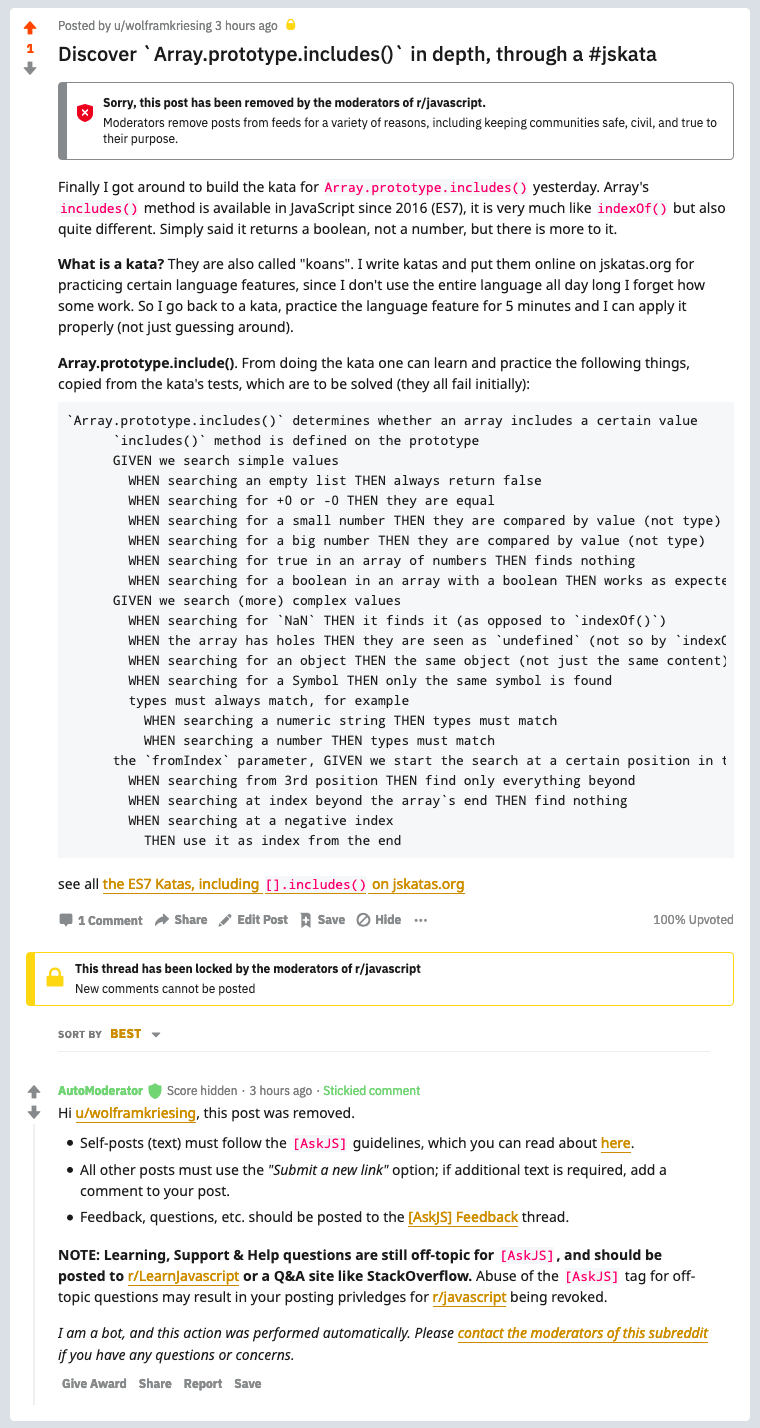 Posted by u/wolframkriesing 3 hours ago
1
Discover `Array.prototype.includes()` in depth, through a #jskata
Sorry, this post has been removed by the moderators of r/javascript.
Moderators remove posts from feeds for a variety of reasons, including keeping communities safe, civil, and true to
their purpose.
Finally I got around to build the kata for Array.prototype.includes() yesterday. Array's
includes() method is available in JavaScript since 2016 (ES7), it is very much like indexOf() but also
quite different. Simply said it returns a boolean, not a number, but there is more to it.
What is a kata? They are also called "koans". I write katas and put them online on jskatas.org for
practicing certain language features, since I don't use the entire language all day long I forget how
some work. So I go back to a kata, practice the language feature for 5 minutes and I can apply it
properly (not just guessing around).
Array.prototype.include(). From doing the kata one can learn and practice the following things,
copied from the kata's tests, which are to be solved (they all fail initially):
`Array.prototype.includes()` determines whether an array includes a certain value
`includes()` method is defined on the prototype
GIVEN we search simple values
WHEN searching an empty list THEN always return false
WHEN searching for +0 or -0 THEN they are equal
WHEN searching for a small number THEN they are compared by value (not type)
WHEN searching for a big number THEN they are compared by value (not type)
WHEN searching for true in an array of numbers THEN finds nothing
WHEN searching for a boolean in an array with a boolean THEN works as expecte
GIVEN we search (more) complex values
WHEN searching for `NaN` THEN it finds it (as opposed to `indexOf()`)
WHEN the array has holes THEN they are seen as `undefined` (not so by `index
WHEN searching for an object THEN the same object (not just the same content)
WHEN searching for a Symbol THEN only the same symbol is found
types must always match, for example
WHEN searching a numeric string THEN types must match
WHEN searching a number THEN types must match
the `fromIndex` parameter, GIVEN we start the search at a certain position in t
WHEN searching from 3rd position THEN find only everything beyond
WHEN searching at index beyond the array`s end THEN find nothing
WHEN searching at a negative index
THEN use it as index from the end
see all the ES7 Katas, including [].includes() on jskatas.org
1 Comment Share Edit Post Save Hide ··· 100% Upvoted
This thread has been locked by the moderators of r/javascript
New comments cannot be posted
SORT BY BEST
AutoModerator Score hidden · 3 hours ago · Stickied comment
Hi u/wolframkriesing, this post was removed.
• Self-posts (text) must follow the [AskJS] guidelines, which you can read about here.
• All other posts must use the "Submit a new link" option; if additional text is required, add a
comment to your post.
• Feedback, questions, etc. should be posted to the [AskJS] Feedback thread.
NOTE: Learning, Support & Help questions are still off-topic for [AskJS], and should be
posted to r/LearnJavascript or a Q&A site like StackOverflow. Abuse of the [AskJS] tag for off-
topic questions may result in your posting privledges for r/javascript being revoked.
I am a bot, and this action was performed automatically. Please contact the moderators of this subreddit
if you have any questions or concerns.
Give Award Share Report Save